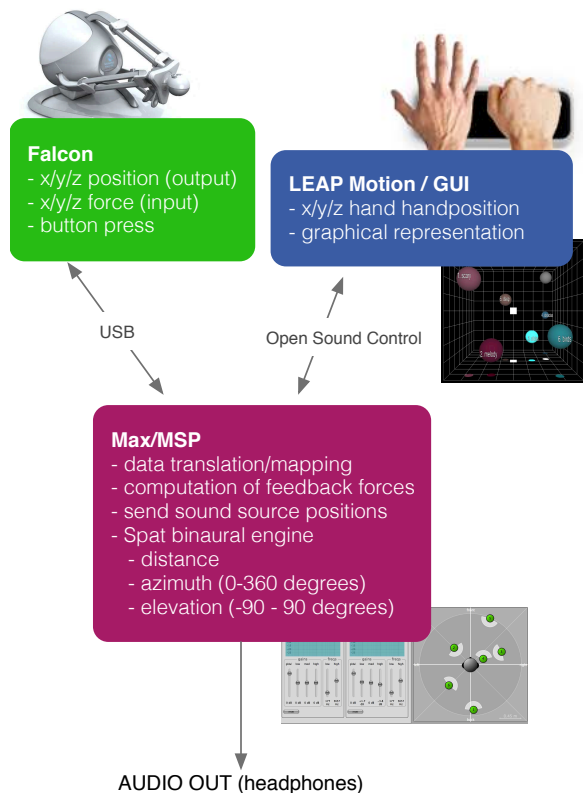 Falcon
- x/y/z position (output)
- x/y/z force (input)
- button press
LEAP Motion / GUI
- x/y/z hand handposition
- graphical representation
USB
Open Sound Control
2 melody
Max/MSP
- data translation/mapping
- computation of feedback forces
- send sound source positions
- Spat binaural engine
- distance
- azimuth (0-360 degrees)
- elevation (-90 - 90 degrees)
AUDIO OUT (headphones)